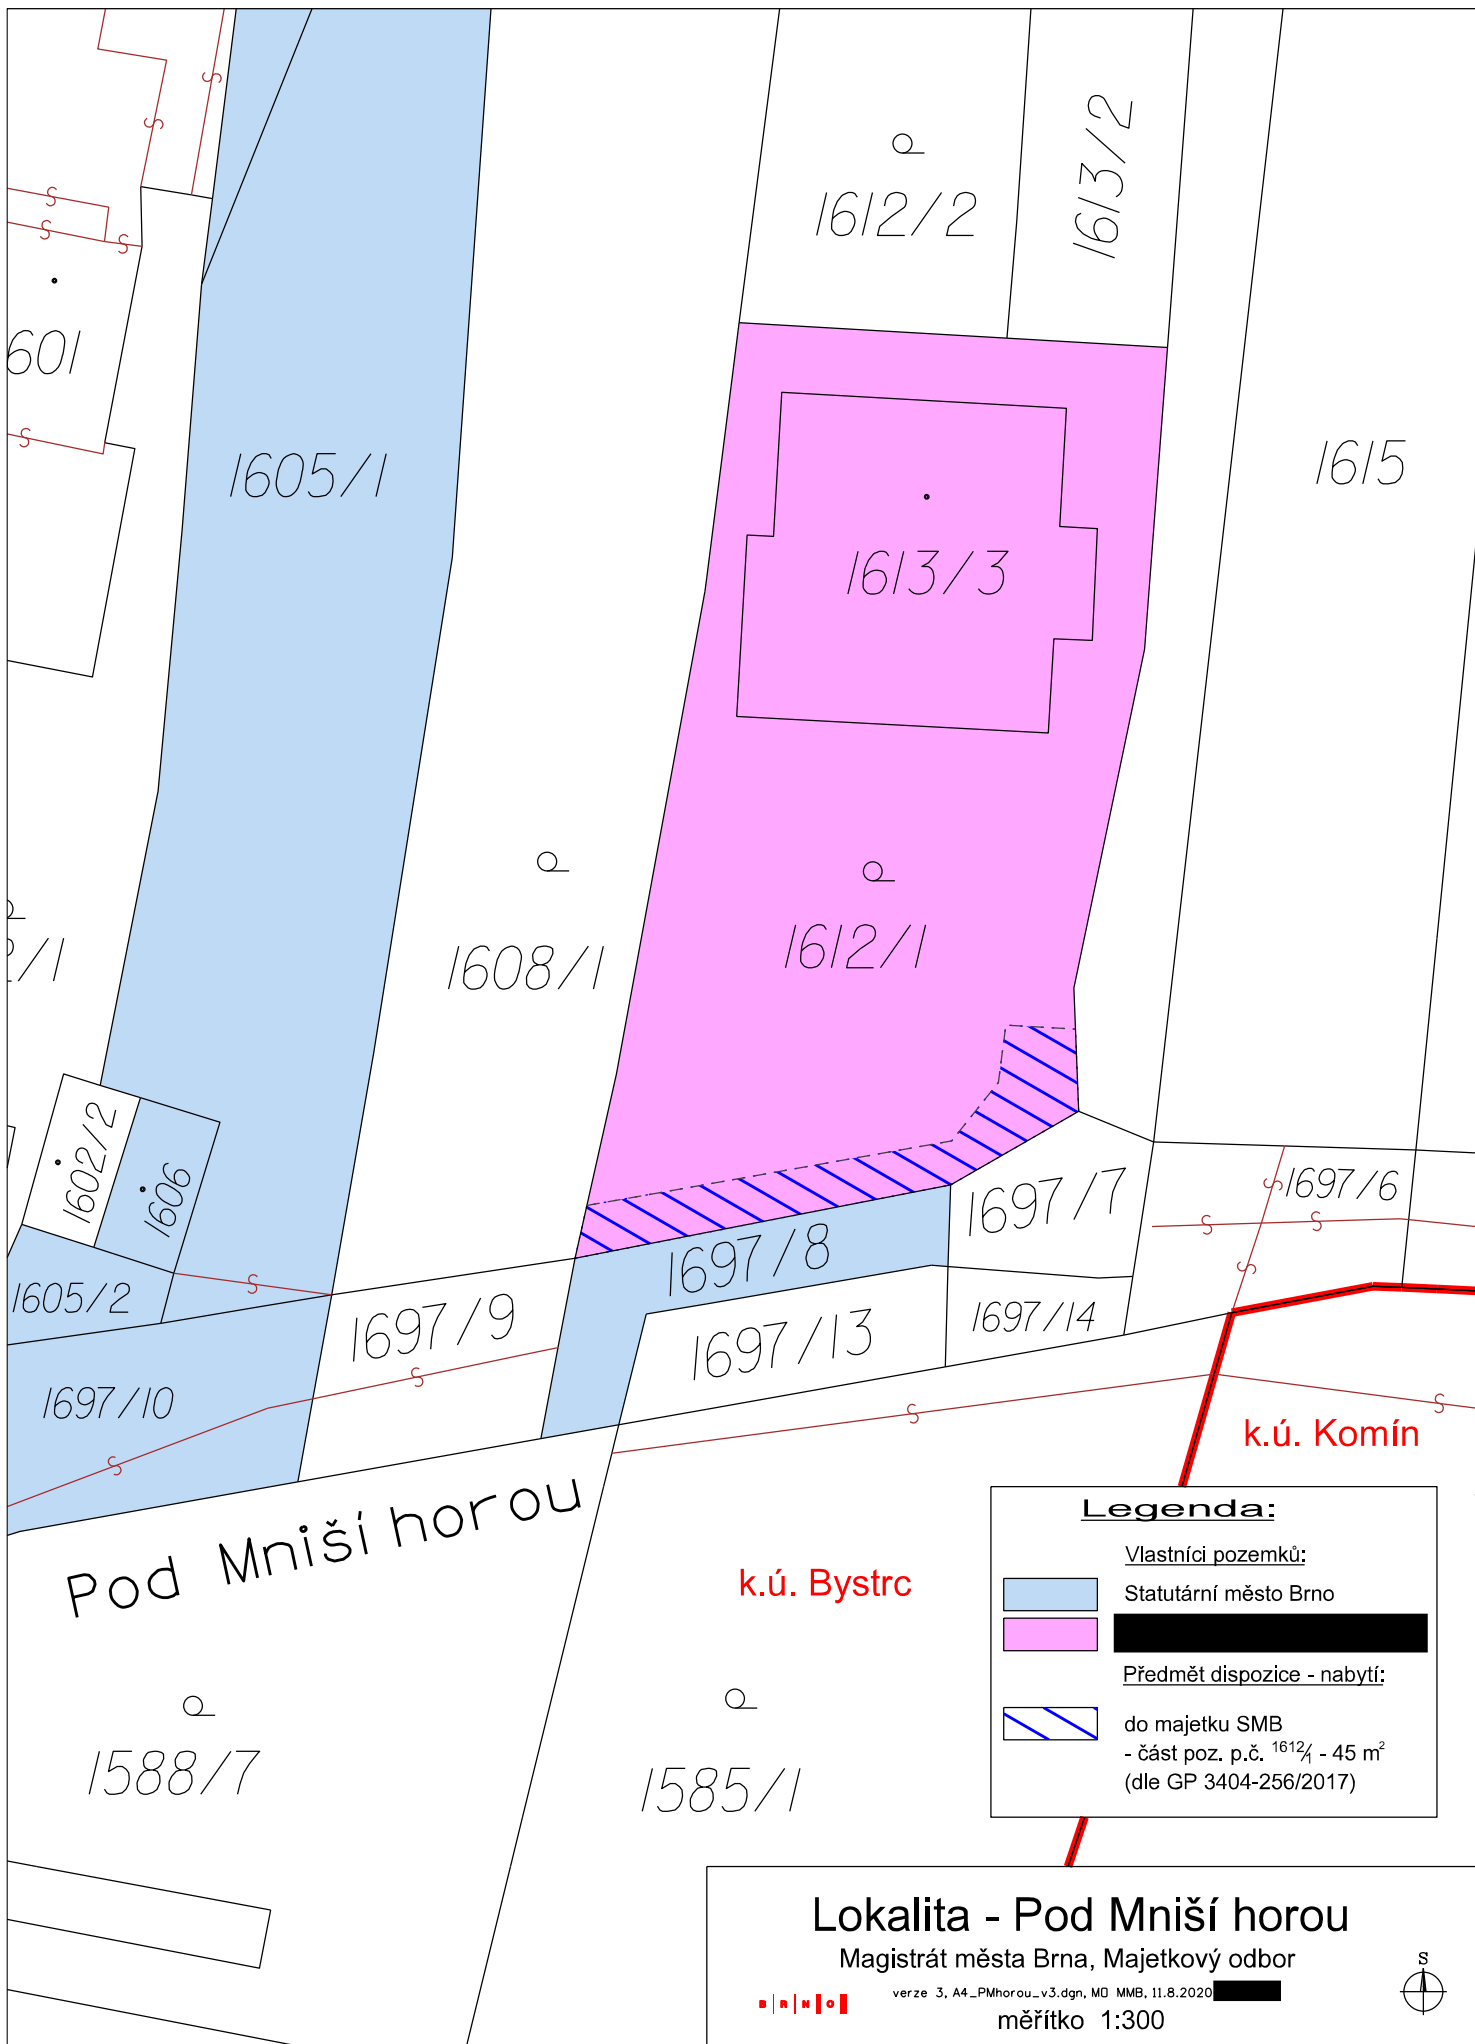 1612/2
1613/2
601
1605/1
1615
1613/3
1608/1
1612/1
2/1
1602/2
1606
1605/2
1697/7
1697/6
1697/8
1697/9
1697/13
1697/14
1697/10
k.ú. Komín
Pod Mniší horou
k.ú. Bystrc
1588/7
1585/1
Legenda:
Vlastníci pozemků:
Statutární město Brno
Předmět dispozice - nabytí:
do majetku SMB
- část poz. p.č. 1612/1 - 45 m²
(dle GP 3404-256/2017)
Lokalita - Pod Mniší horou
Magistrát města Brna, Majetkový odbor
verze 3, A4_PMhorou_v3.dgn, MO MMB, 11.8.2020
BRNO
měřítko 1:300
S